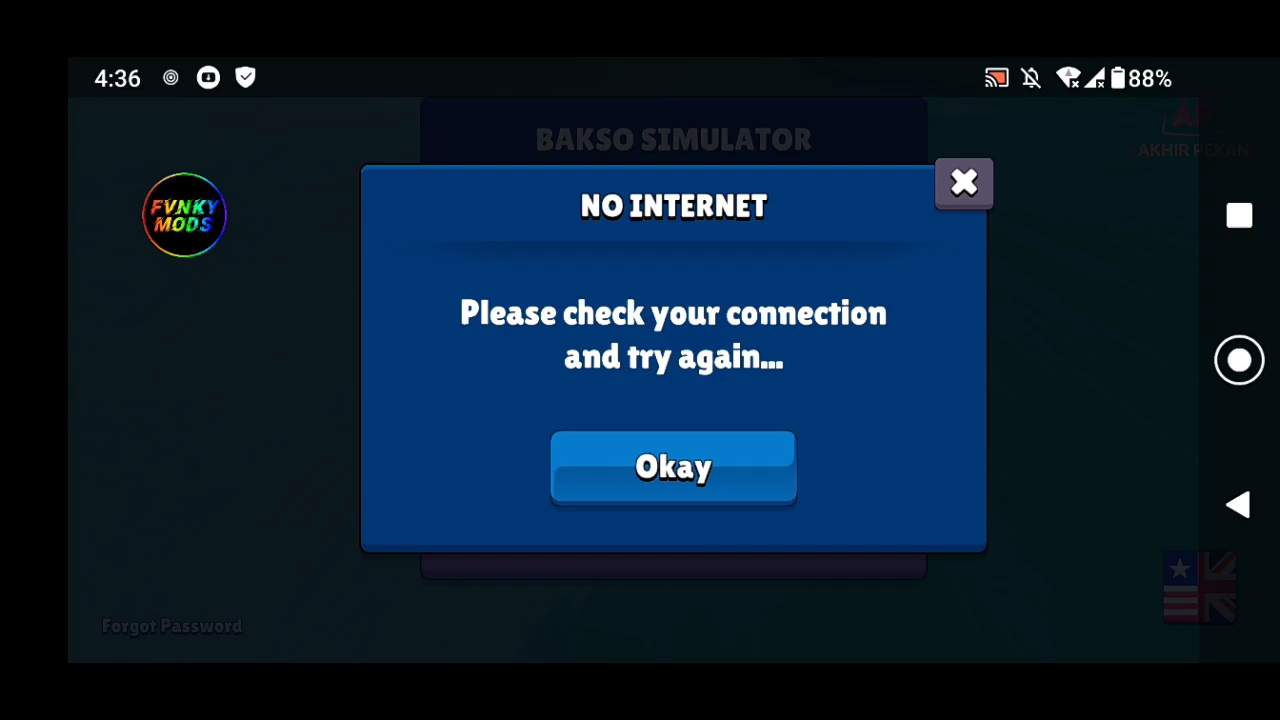 4:36
88%
BAKSO SIMULATOR
AP
AKHIR PEKAN
FVNKY
MODS
NO INTERNET
Please check your connection
and try again...
Okay
Forgot Password